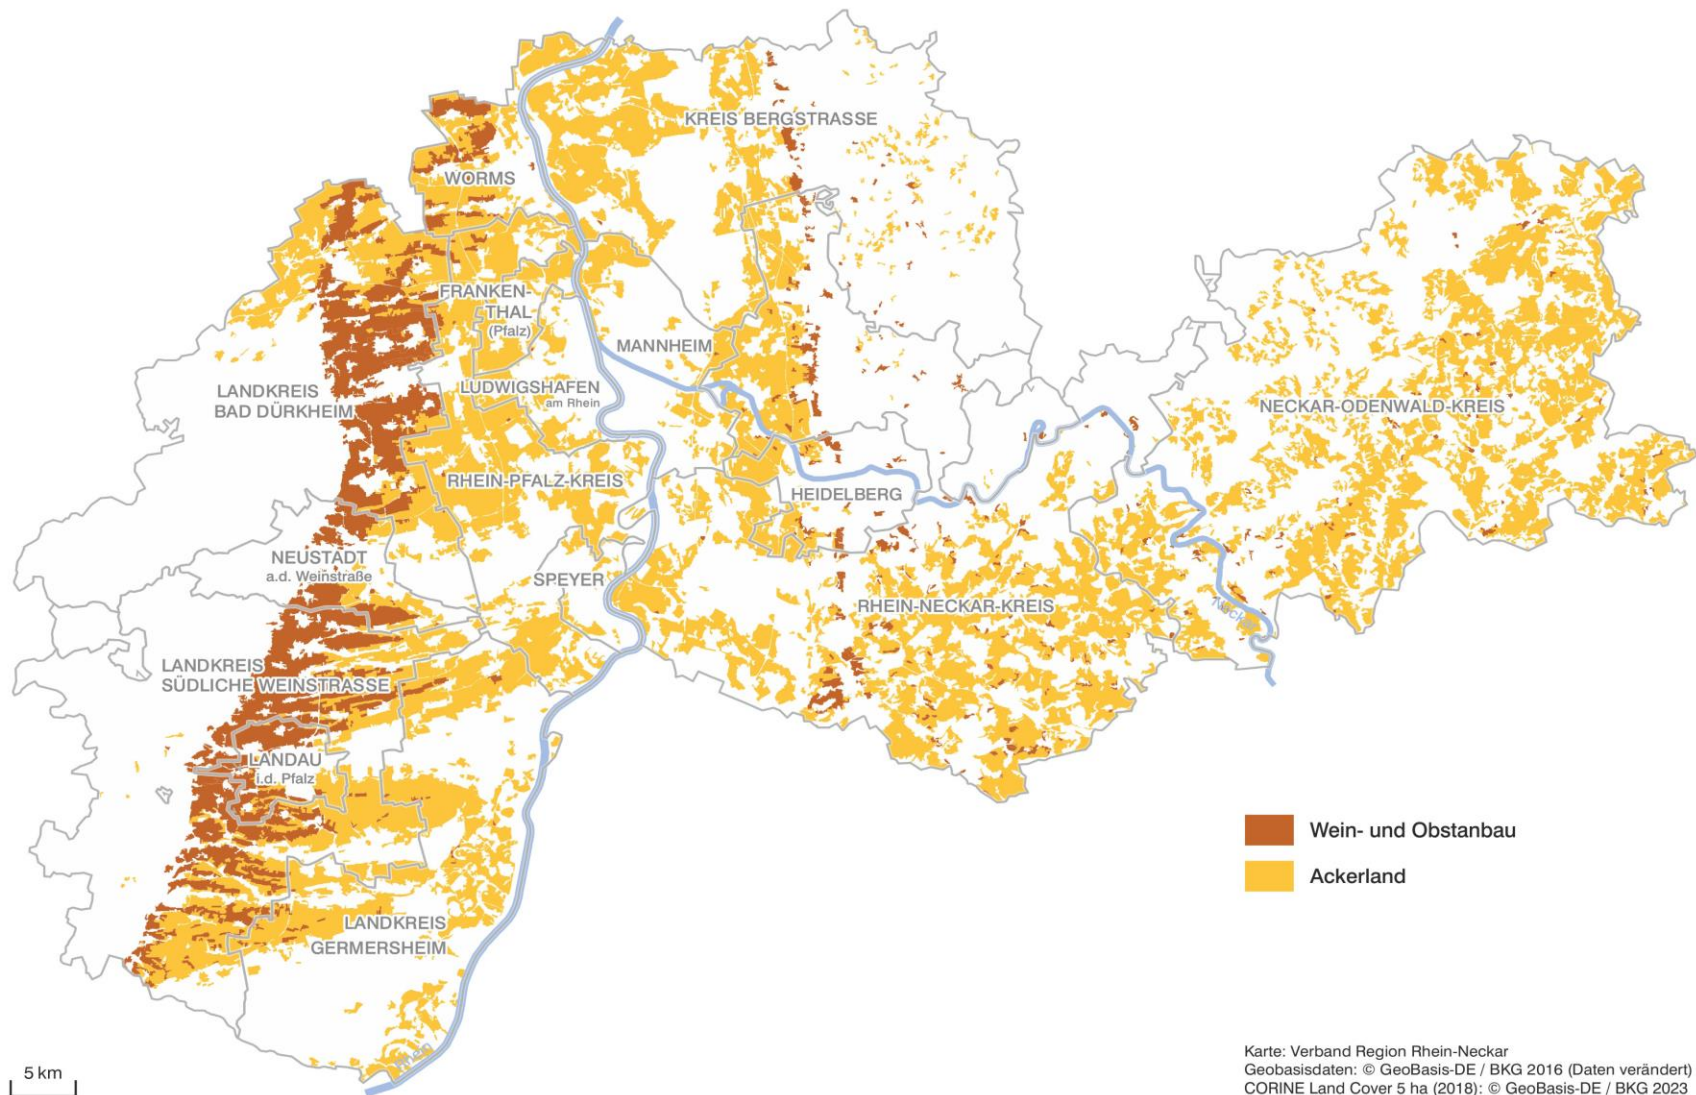 KREIS BERGSTRASSE
WORMS
FRANKEN-
THAL
(Pfalz)
MANNHEIM
LUDWIGSHAFEN
am Rhein
LANDKREIS
BAD DÜRKHEIM
NECKAR-ODENWALD-KREIS
RHEIN-PFALZ-KREIS
HEIDELBERG
NEUSTADT
a.d. Weinstraße
SPEYER
RHEIN-NECKAR-KREIS
Neckar
LANDKREIS
SÜDLICHE WEINSTRASSE
LANDAU
i.d. Pfalz
LANDKREIS
GERMERSHEIM
Rhein
Wein- und Obstanbau
Ackerland
5 km
Karte: Verband Region Rhein-Neckar
Geobasisdaten: © GeoBasis-DE / BKG 2016 (Daten verändert)
CORINE Land Cover 5 ha (2018): © GeoBasis-DE / BKG 2023